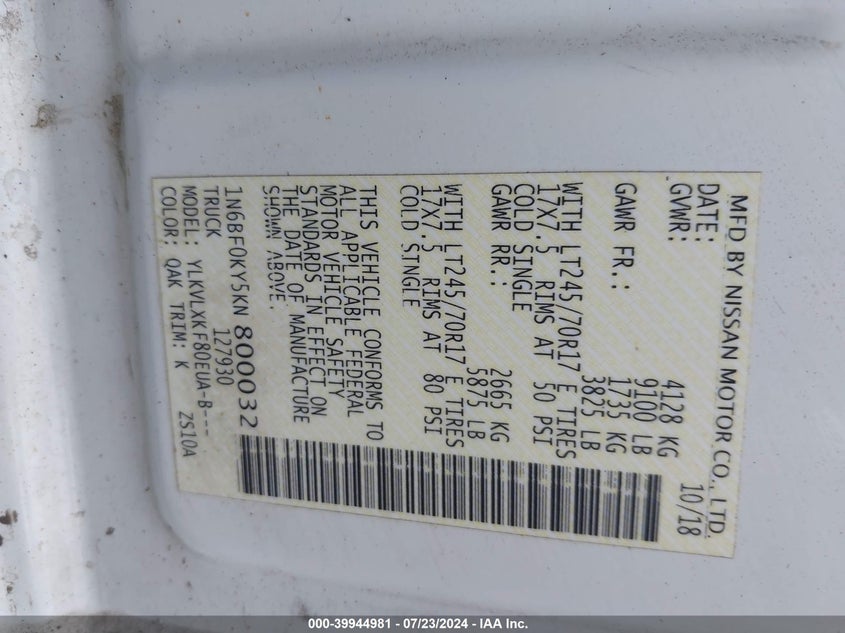 MFD BY NISSAN MOTOR CO., LTD.
DATE: 10/18
GVWR: 4128 KG
9100 LB
GAWR FR.: 1735 KG
3825 LB
WITH LT245/70R17 E TIRES
17X7.5 RIMS AT 50 PSI
COLD SINGLE
GAWR RR.: 2665 KG
5875 LB
WITH LT245/70R17 E TIRES
17X7.5 RIMS AT 80 PSI
COLD SINGLE
THIS VEHICLE CONFORMS TO
ALL APPLICABLE FEDERAL
MOTOR VEHICLE SAFETY
STANDARDS IN EFFECT ON
THE DATE OF MANUFACTURE
SHOWN ABOVE.
1N6BF0KY5KN800032
TRUCK 127930
MODEL: YLKVLXKF80EUA-B---
COLOR: QAK TRIM: K ZS10A
000-39944981 - 07/23/2024 - IAA Inc.